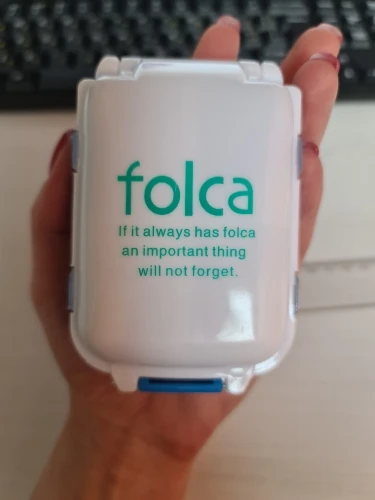 folca
If it always has folca
an important thing
will not forget.